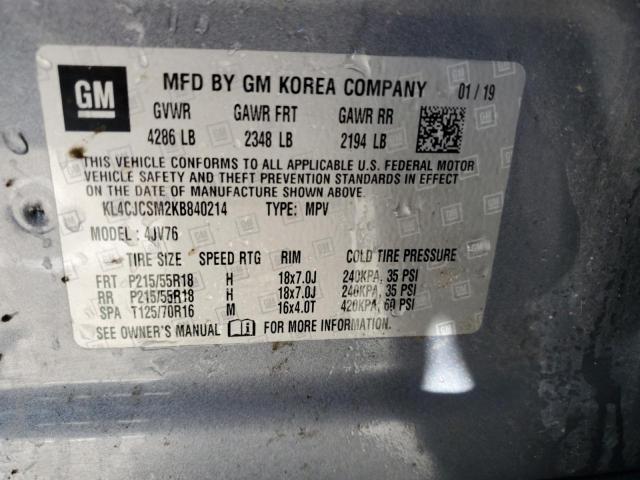 GM
MFD BY GM KOREA COMPANY 01 / 19
GVWR GAWR FRT GAWR RR
4286 LB 2348 LB 2194 LB
THIS VEHICLE CONFORMS TO ALL APPLICABLE U.S. FEDERAL MOTOR
VEHICLE SAFETY AND THEFT PREVENTION STANDARDS IN EFFECT ON
THE DATE OF MANUFACTURE SHOWN ABOVE.
KL4CJCSM2KB840214 TYPE: MPV
MODEL: 4JV76
TIRE SIZE SPEED RTG RIM COLD TIRE PRESSURE
FRT P215/55R18 H 18x7.0J 240KPA, 35 PSI
RR P215/55R18 H 18x7.0J 240KPA, 35 PSI
SPA T125/70R16 M 16x4.0T 420KPA, 60 PSI
SEE OWNER'S MANUAL FOR MORE INFORMATION.